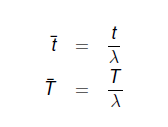 t̄ = t/λ
T̄ = T/λ